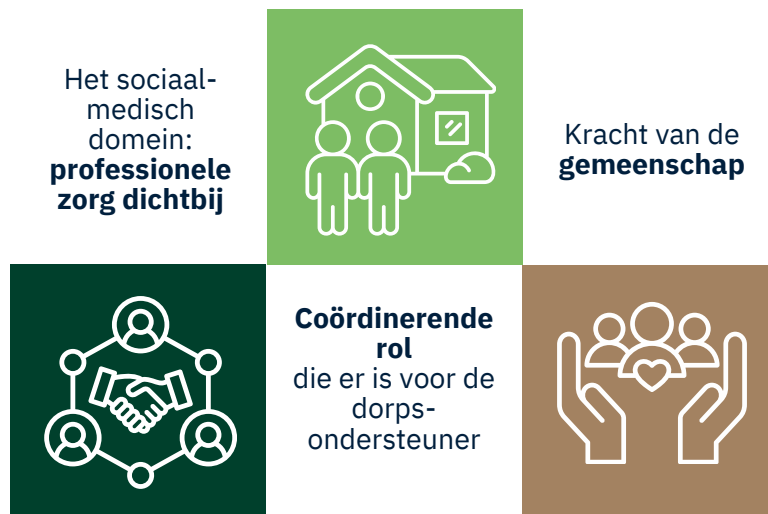 Het sociaal-
medisch
domein:
professionele
zorg dichtbij
Kracht van de
gemeenschap
Coördinerende
rol
die er is voor de
dorps-
ondersteuner